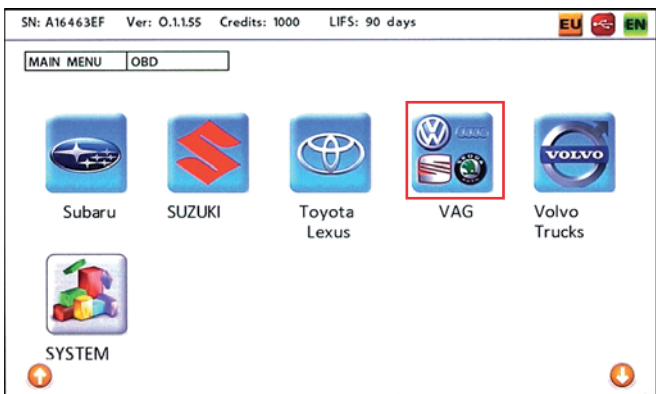 SN: A16463EF Ver: O.1.1.55 Credits: 1000 LIFS: 90 days EU EN
MAIN MENU OBD
VOLVO
Subaru SUZUKI Toyota VAG Volvo
Lexus Trucks
SYSTEM